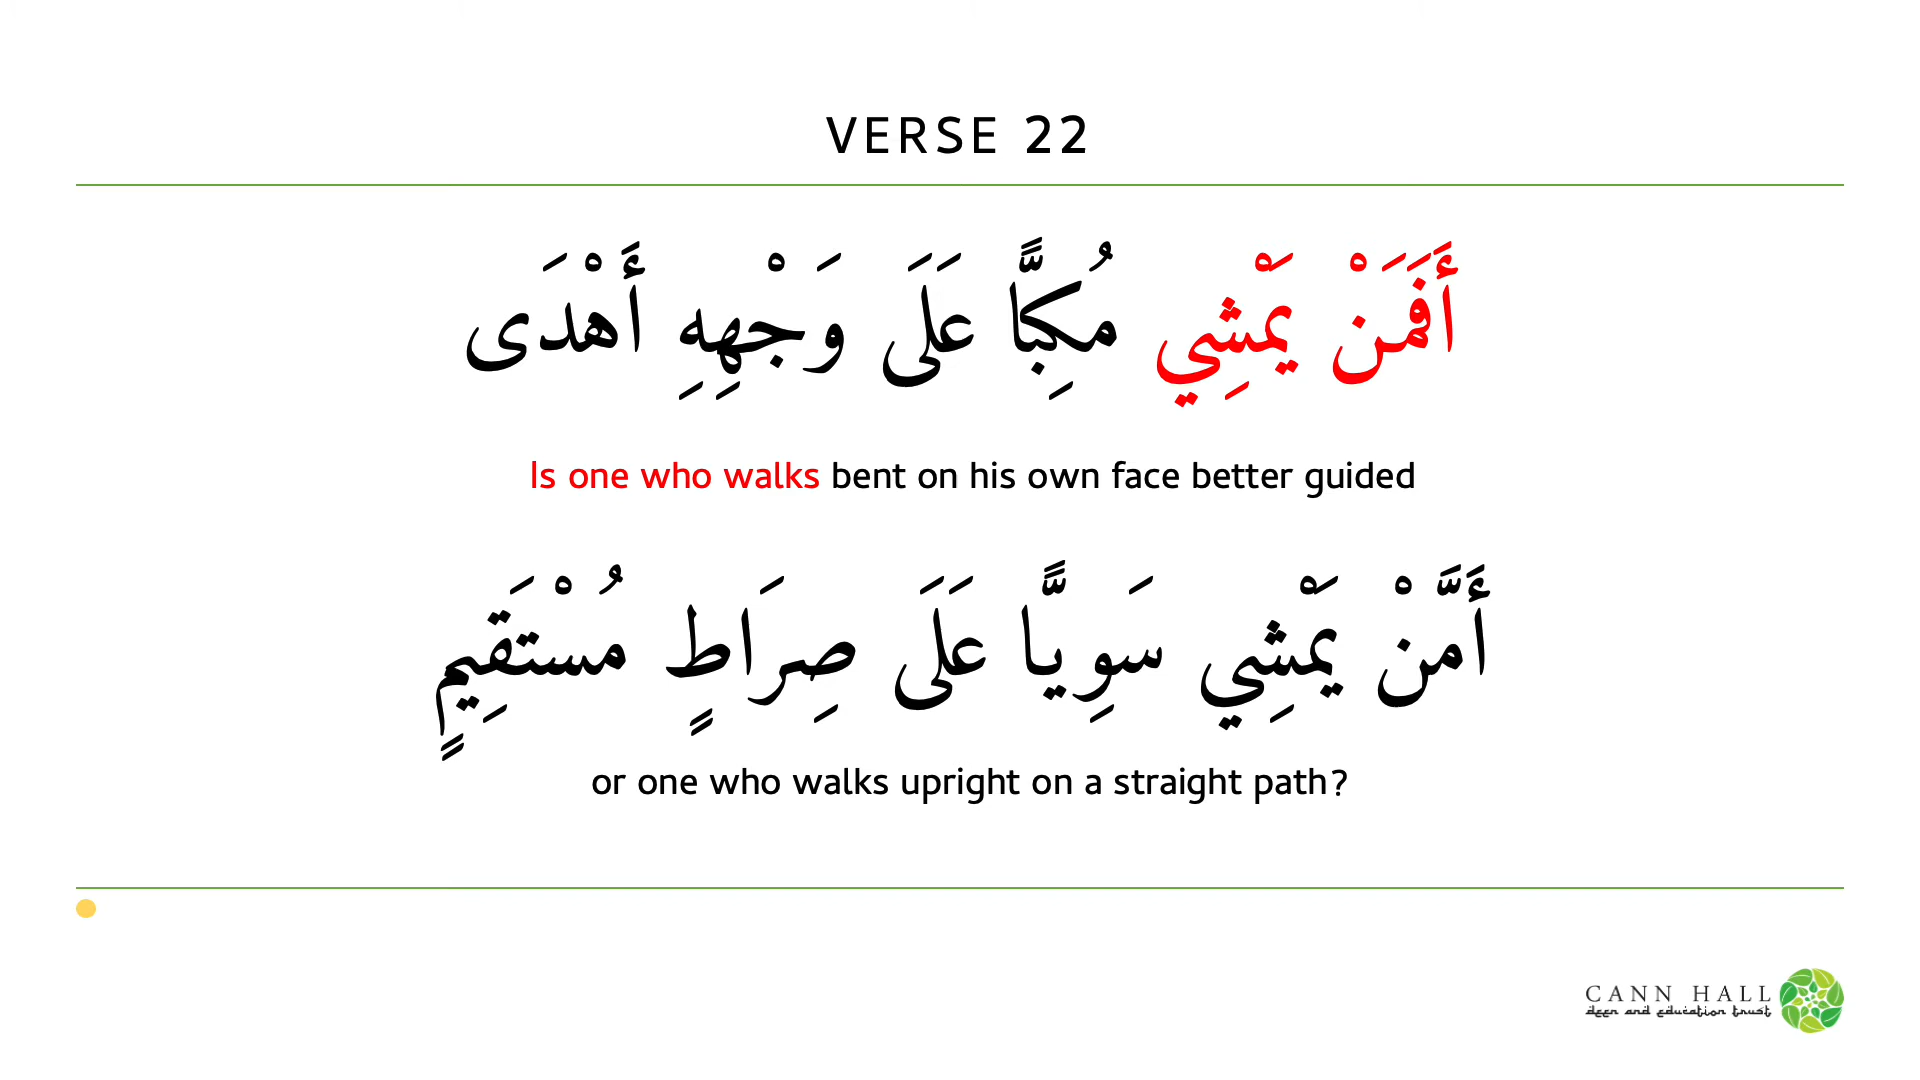 VERSE 22
أَفَمَنْ يَمْشِي مُكِبًّا عَلَى وَجْهِهِ أَهْدَى
Is one who walks bent on his own face better guided
أَمَّنْ يَمْشِي سَوِيًّا عَلَى صِرَاطٍ مُسْتَقِيمٍ
or one who walks upright on a straight path?
CANN HALL
deen and education trust